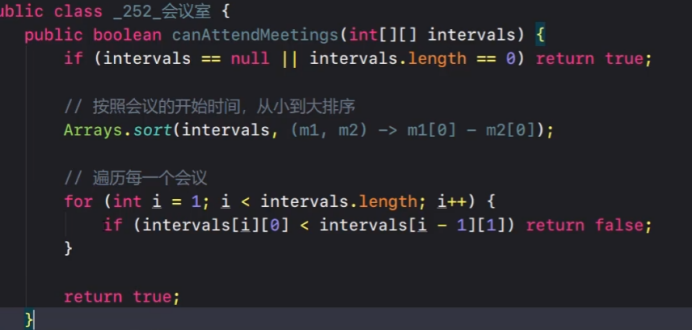 ublic class _252_会议室 {
public boolean canAttendMeetings(int[][] intervals) {
if (intervals == null || intervals.length == 0) return true;
// 按照会议的开始时间，从小到大排序
Arrays.sort(intervals, (m1, m2) -> m1[0] - m2[0]);
// 遍历每一个会议
for (int i = 1; i < intervals.length; i++) {
if (intervals[i][0] < intervals[i - 1][1]) return false;
}
return true;
}